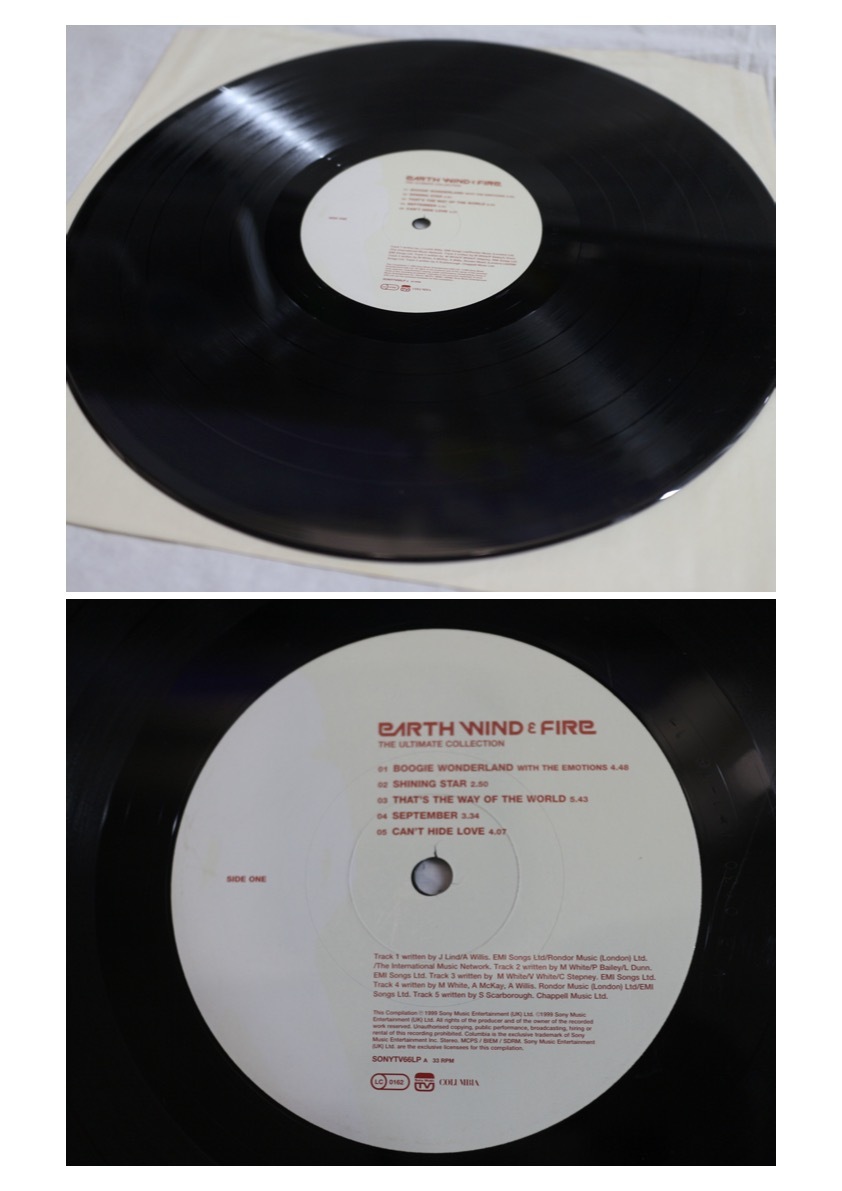 EARTH WIND & FIRE
THE ULTIMATE COLLECTION
SIDE ONE
EARTH WIND & FIRE
THE ULTIMATE COLLECTION
01 BOOGIE WONDERLAND WITH THE EMOTIONS 4.48
02 SHINING STAR 2.50
03 THAT'S THE WAY OF THE WORLD 5.43
04 SEPTEMBER 3.34
05 CAN'T HIDE LOVE 4.07
SIDE ONE
Track 1 written by J Lind/A Willis. EMI Songs Ltd/Rondor Music (London) Ltd.
/The International Music Network. Track 2 written by M White/P Bailey/L Dunn.
EMI Songs Ltd. Track 3 written by M White/V White/C Stepney. EMI Songs Ltd.
Track 4 written by M White, A McKay, A Willis. Rondor Music (London) Ltd/EMI
Songs Ltd. Track 5 written by S Scarborough. Chappell Music Ltd.
This Compilation ℗ 1999 Sony Music Entertainment (UK) Ltd. ©1999 Sony Music
Entertainment (UK) Ltd. All rights of the producer and of the owner of the recorded
work reserved. Unauthorised copying, public performance, broadcasting, hiring or
rental of this recording prohibited. Columbia is the exclusive trademark of Sony
Music Entertainment Inc. Stereo. MCPS / BIEM / SDRM. Sony Music Entertainment
(UK) Ltd. are the exclusive licensees for this compilation.
SONYTV66LP A 33 RPM
LC 0162
TV
COLUMBIA